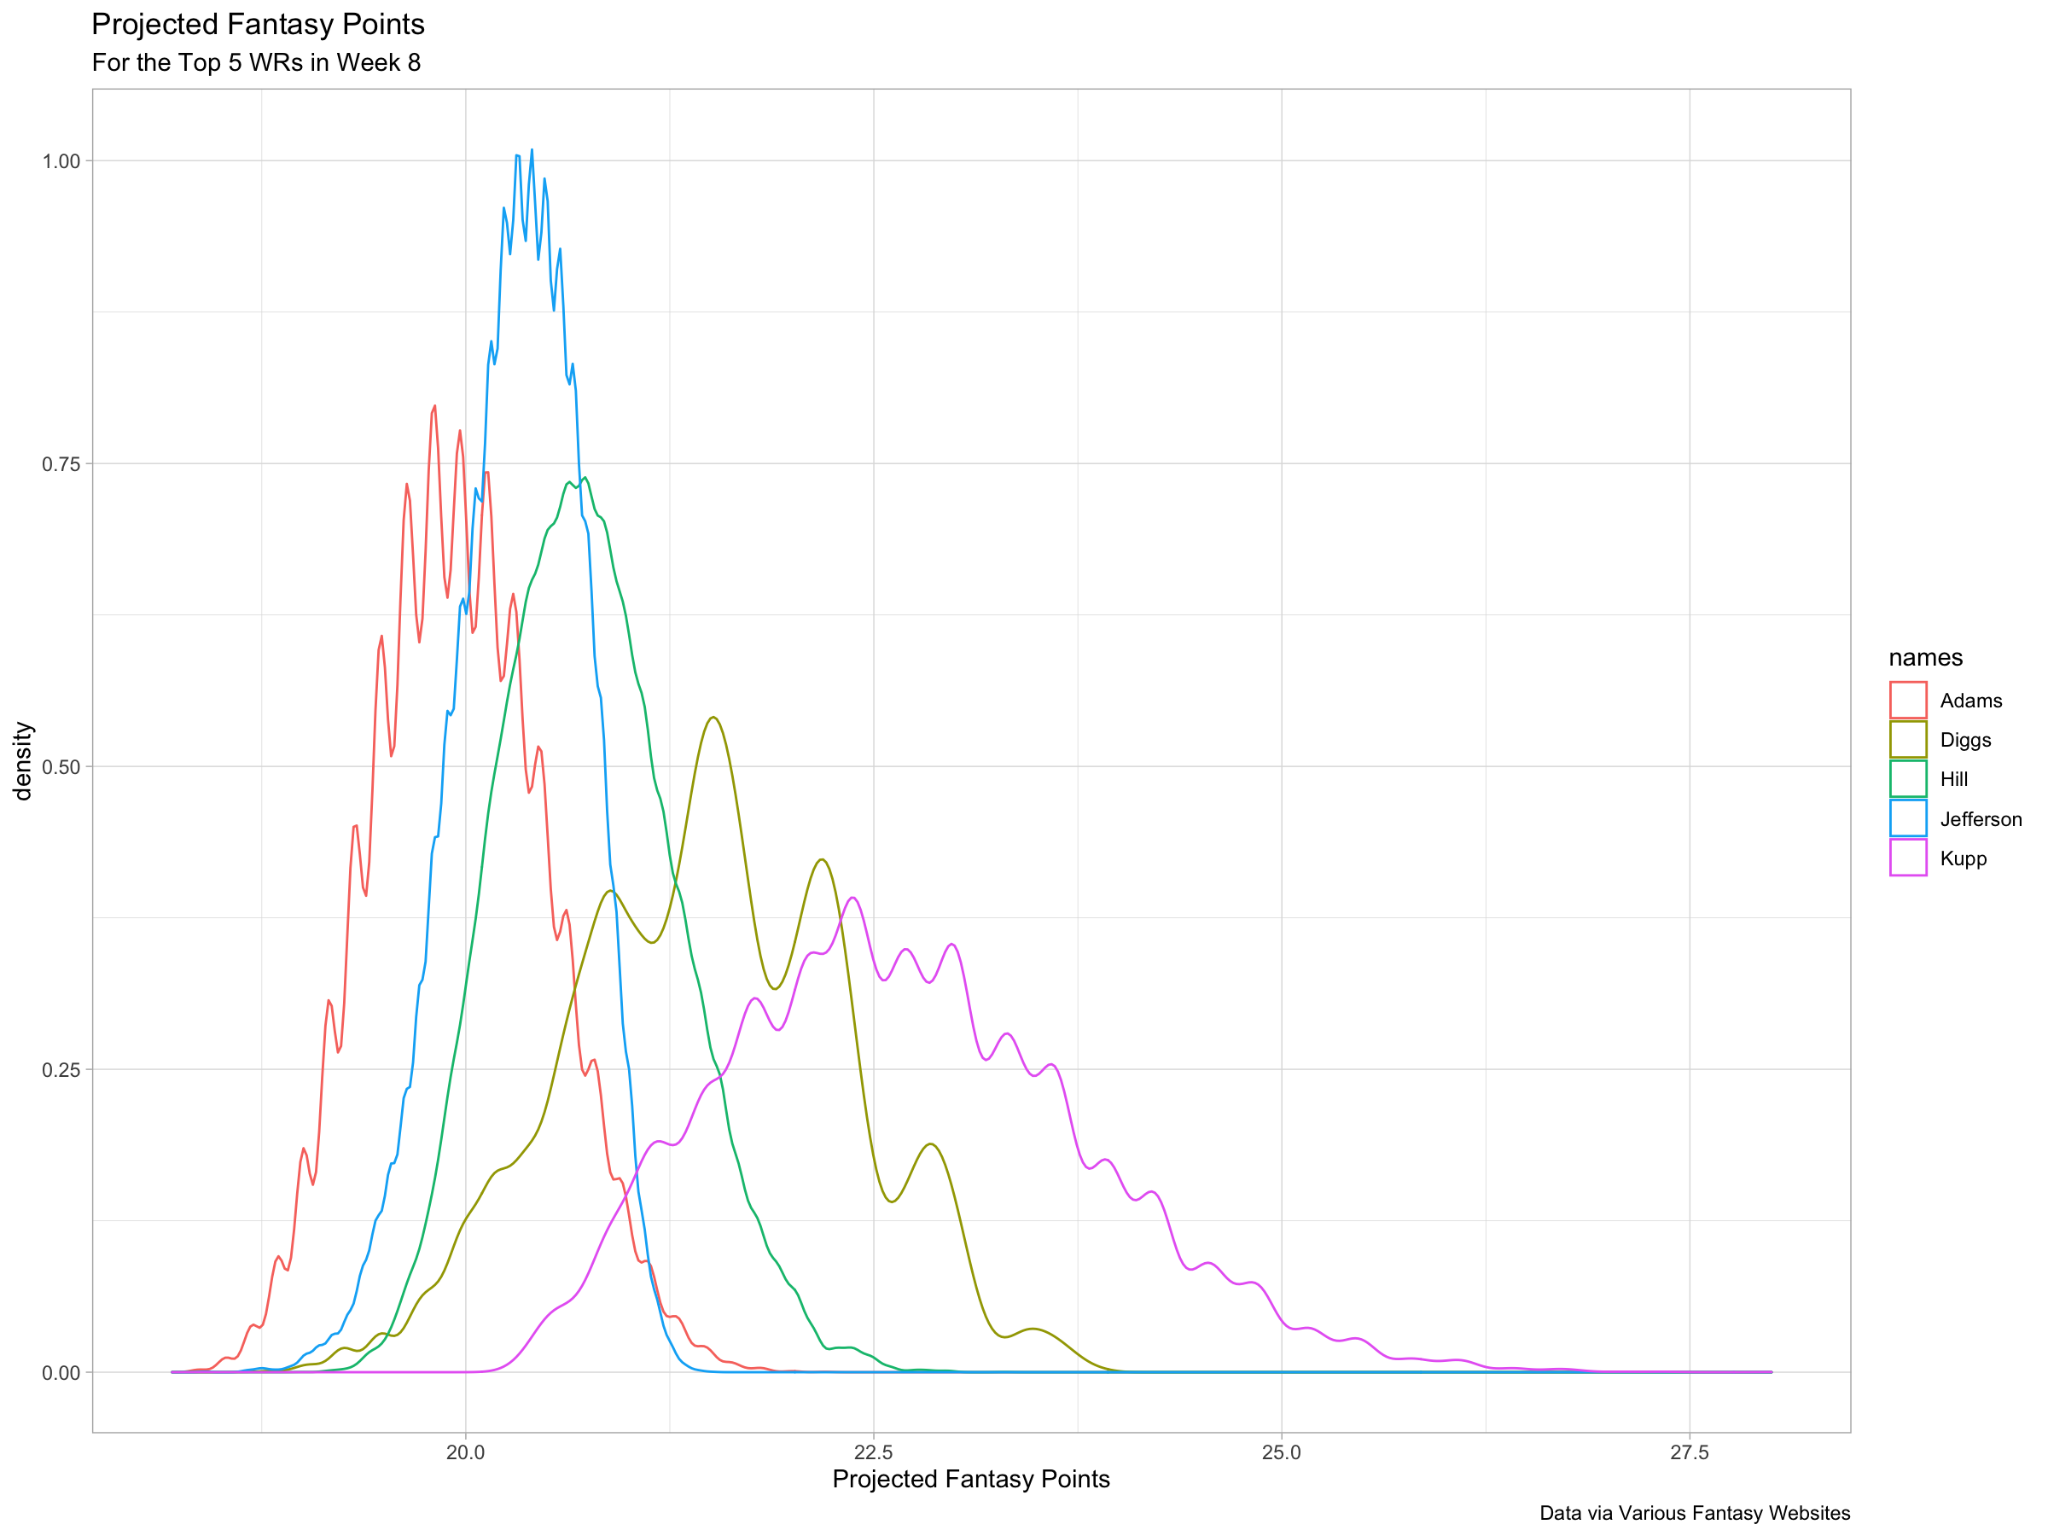 Projected Fantasy Points
For the Top 5 WRs in Week 8
1.00
0.75
0.50
0.25
0.00
density
20.0
22.5
25.0
27.5
Projected Fantasy Points
names
Adams
Diggs
Hill
Jefferson
Kupp
Data via Various Fantasy Websites